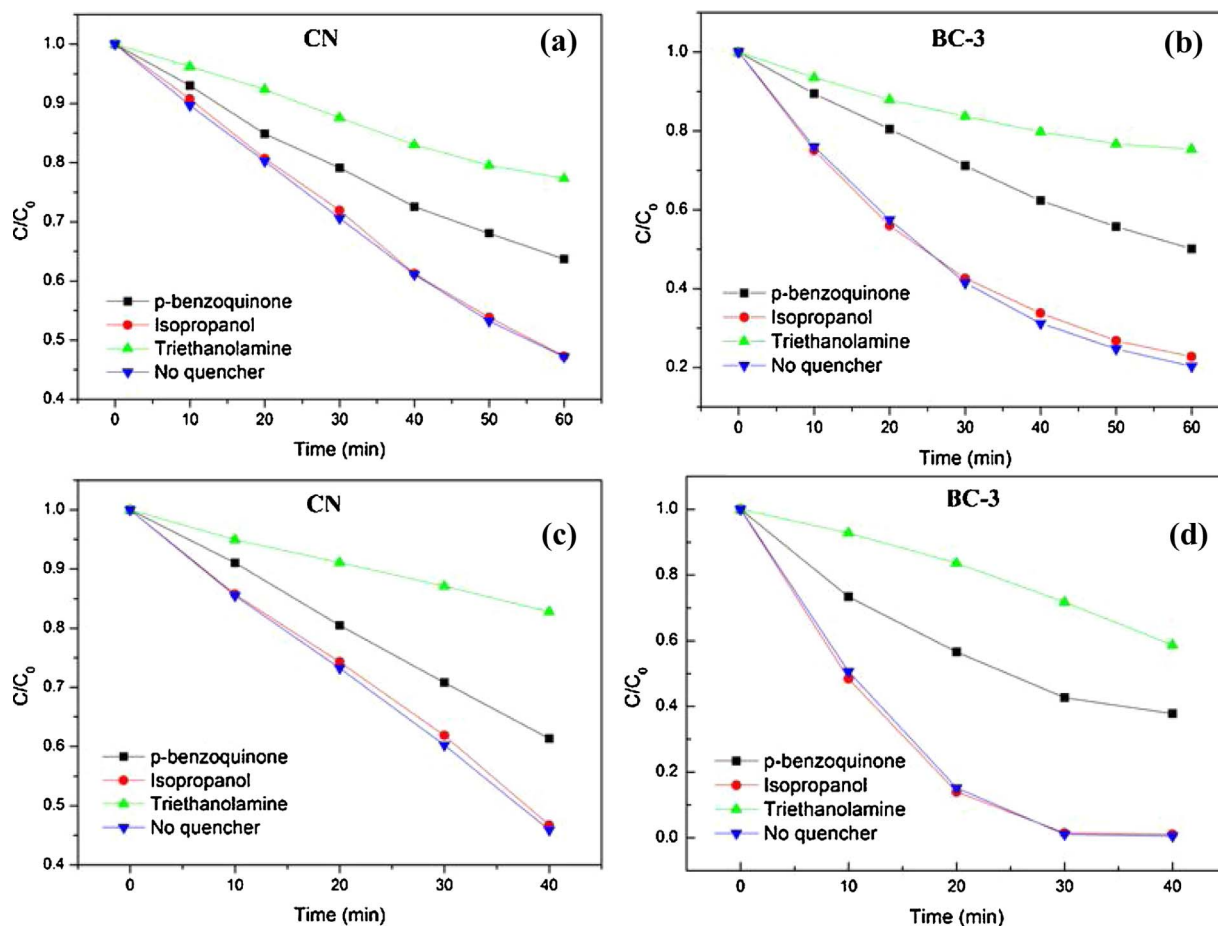 CN
(a)
1.0
0.9
0.8
0.7
0.6
0.5
0.4
C/C0
p-benzoquinone
Isopropanol
Triethanolamine
No quencher
0 10 20 30 40 50 60
Time (min)
BC-3
(b)
1.0
0.8
0.6
0.4
0.2
C/C0
p-benzoquinone
Isopropanol
Triethanolamine
No quencher
0 10 20 30 40 50 60
Time (min)
CN
(c)
1.0
0.9
0.8
0.7
0.6
0.5
0.4
C/C0
p-benzoquinone
Isopropanol
Triethanolamine
No quencher
0 10 20 30 40
Time (min)
BC-3
(d)
1.0
0.8
0.6
0.4
0.2
0.0
C/C0
p-benzoquinone
Isopropanol
Triethanolamine
No quencher
0 10 20 30 40
Time (min)